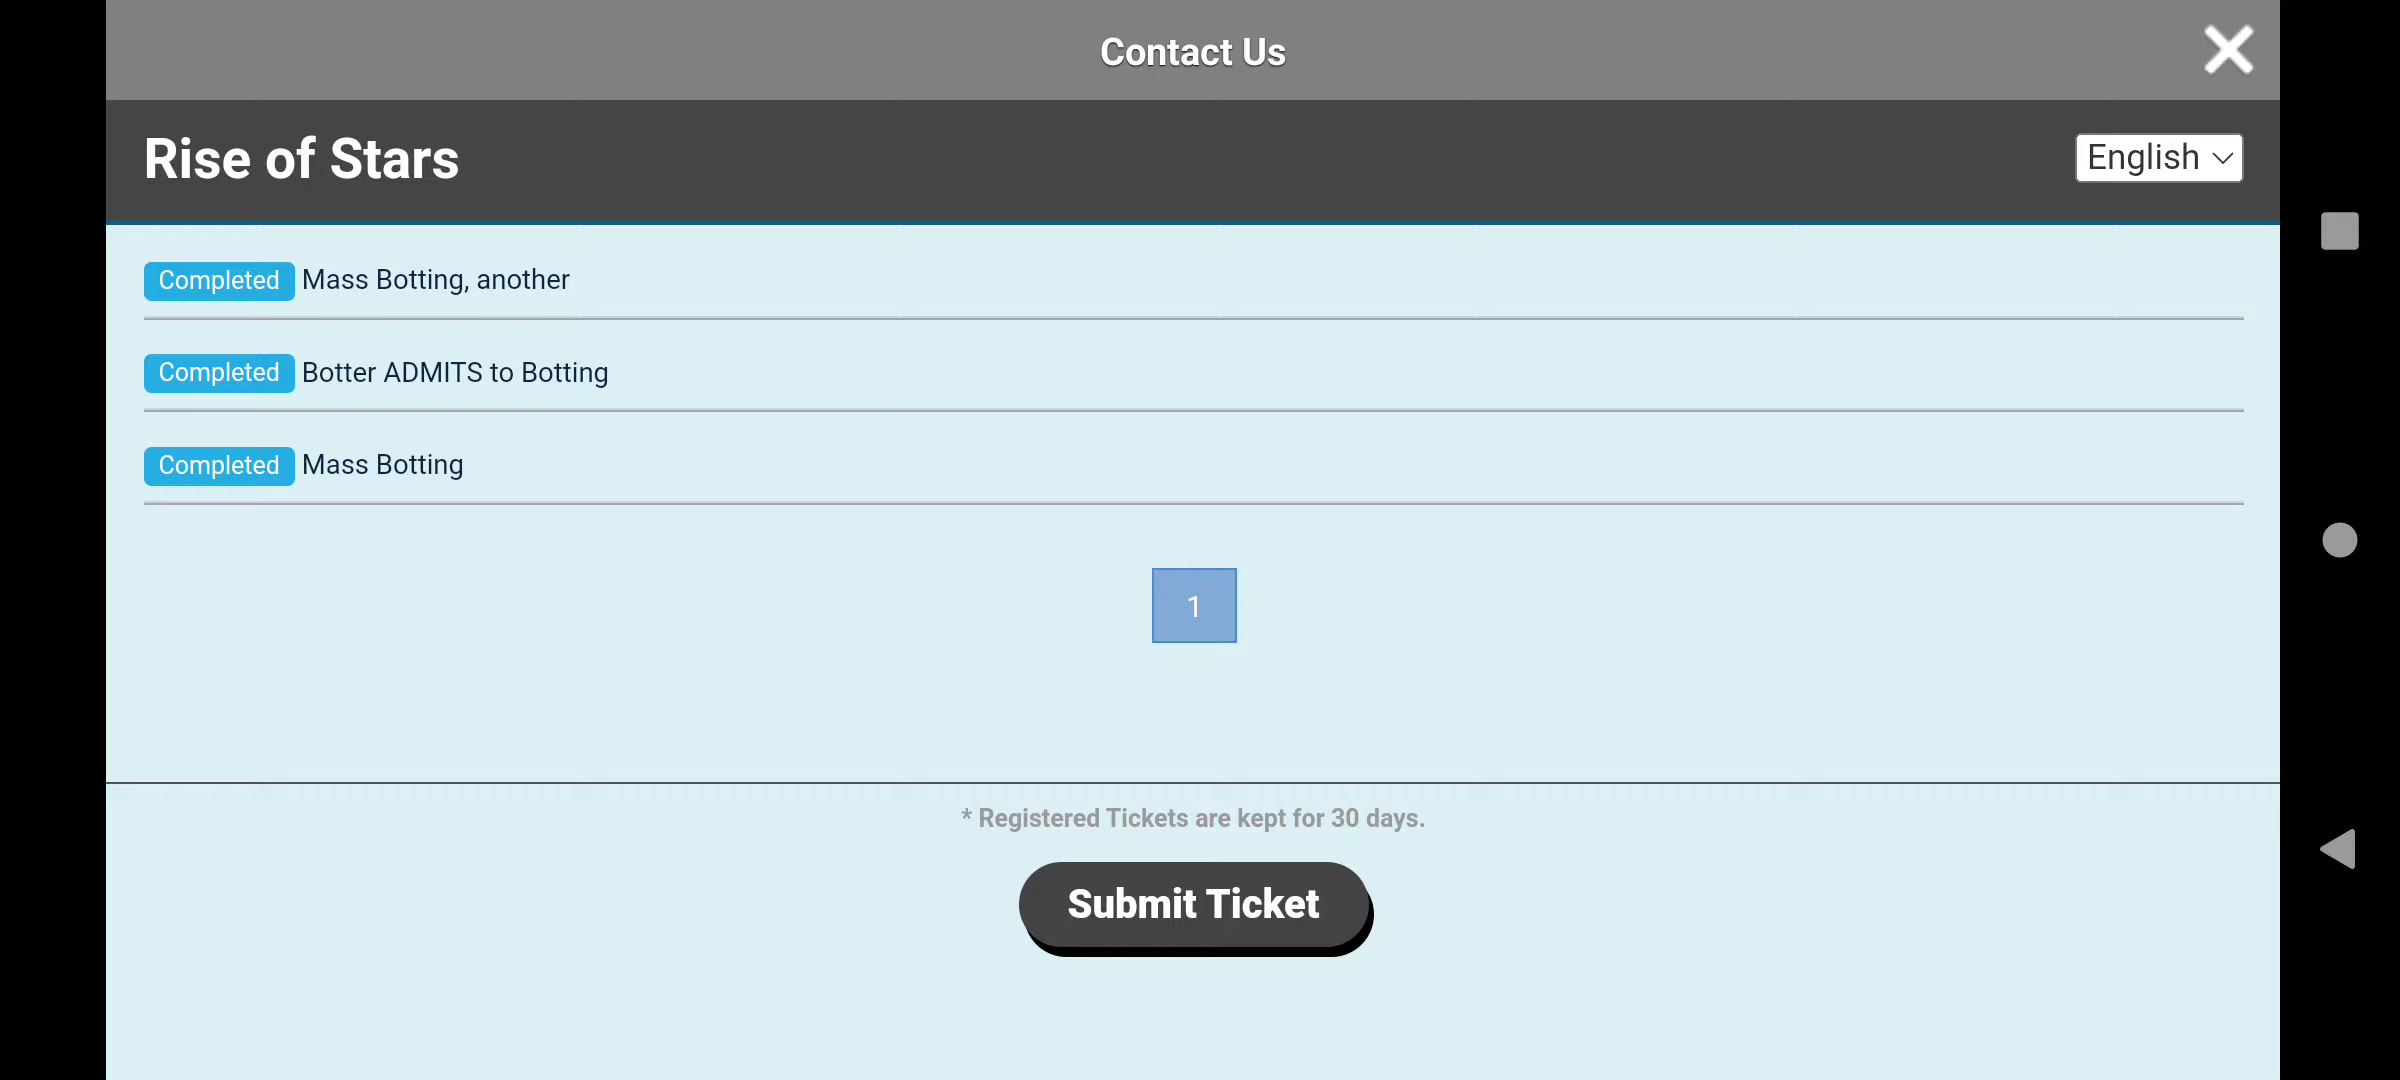 Contact Us
Rise of Stars
English
Completed Mass Botting, another
Completed Botter ADMITS to Botting
Completed Mass Botting
1
* Registered Tickets are kept for 30 days.
Submit Ticket